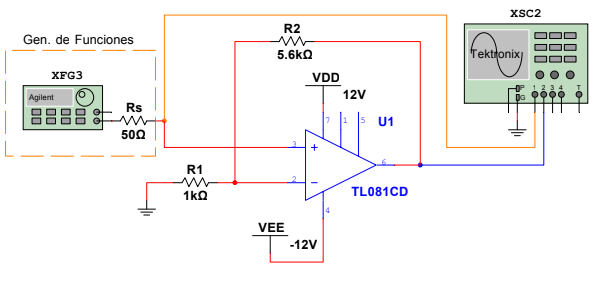 XSC2
Gen. de Funciones
R2
5.6kΩ
Tektronix
XFG3
Agilent
VDD
12V
P
G
1 2 3 4
T
Rs
50Ω
7
1
5
U1
3
+
6
R1
1kΩ
2
−
TL081CD
4
VEE
-12V